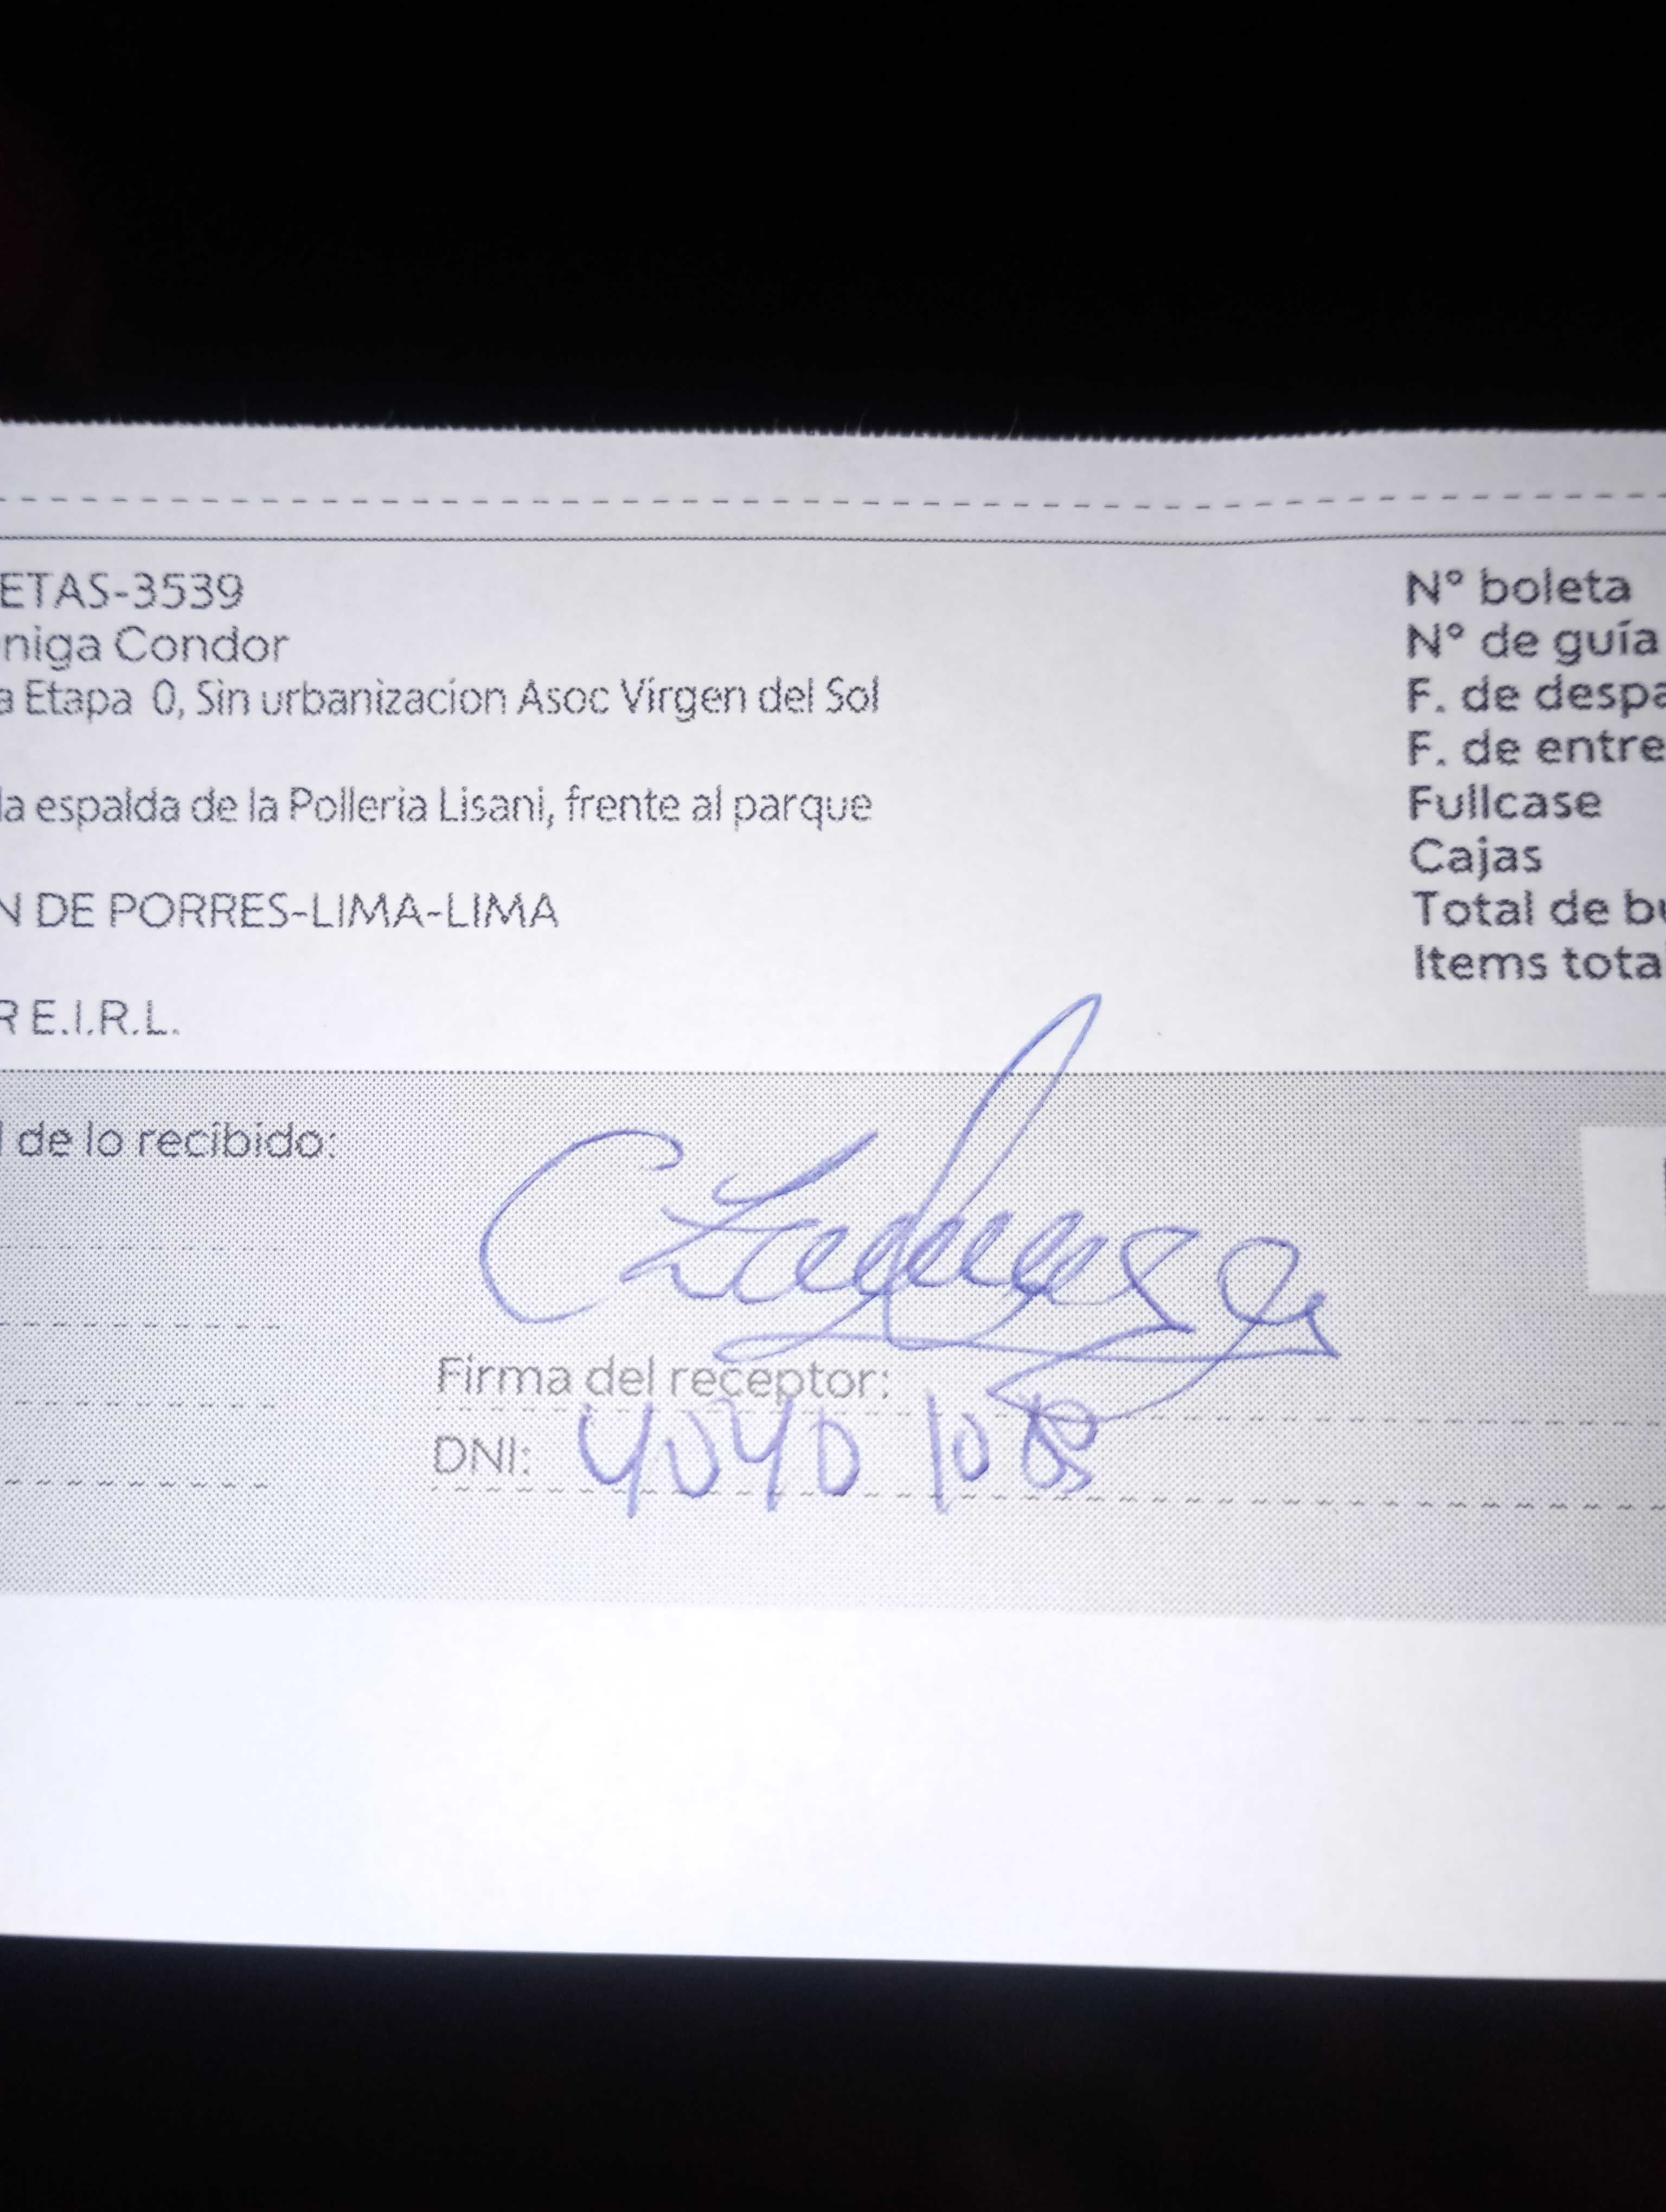 ETAS-3539
niga Condor
a Etapa 0, Sin urbanizacion Asoc Virgen del Sol
la espalda de la Polleria Lisani, frente al parque
N DE PORRES-LIMA-LIMA
R E.I.R.L.
N° boleta
N° de guía
F. de despa
F. de entre
Fullcase
Cajas
Total de bu
Items tota
l de lo recibido:
Firma del receptor:
DNI: 4040 10